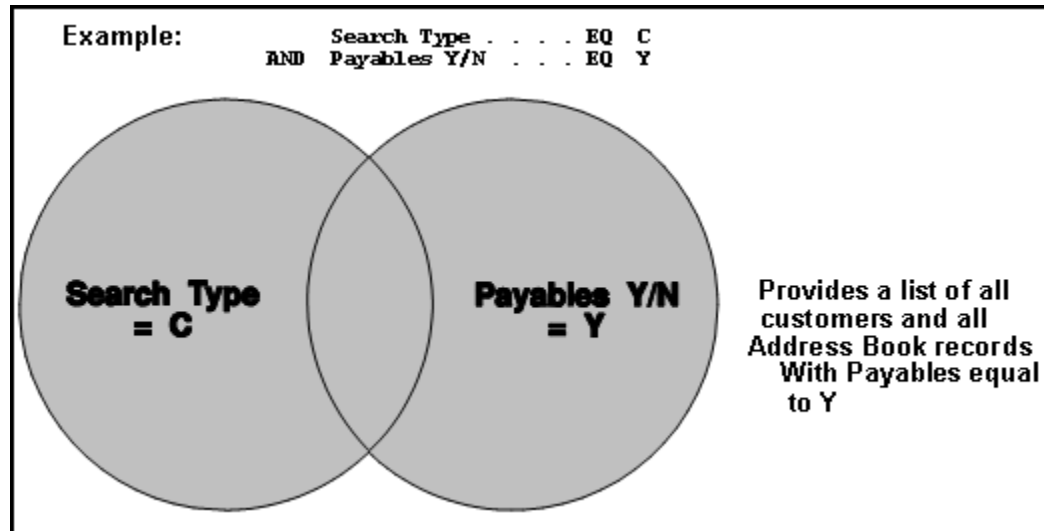 Example:
Search Type . . . . EQ C
AND Payables Y/N . . . EQ Y
Search Type
= C
Payables Y/N
= Y
Provides a list of all
customers and all
Address Book records
With Payables equal
to Y